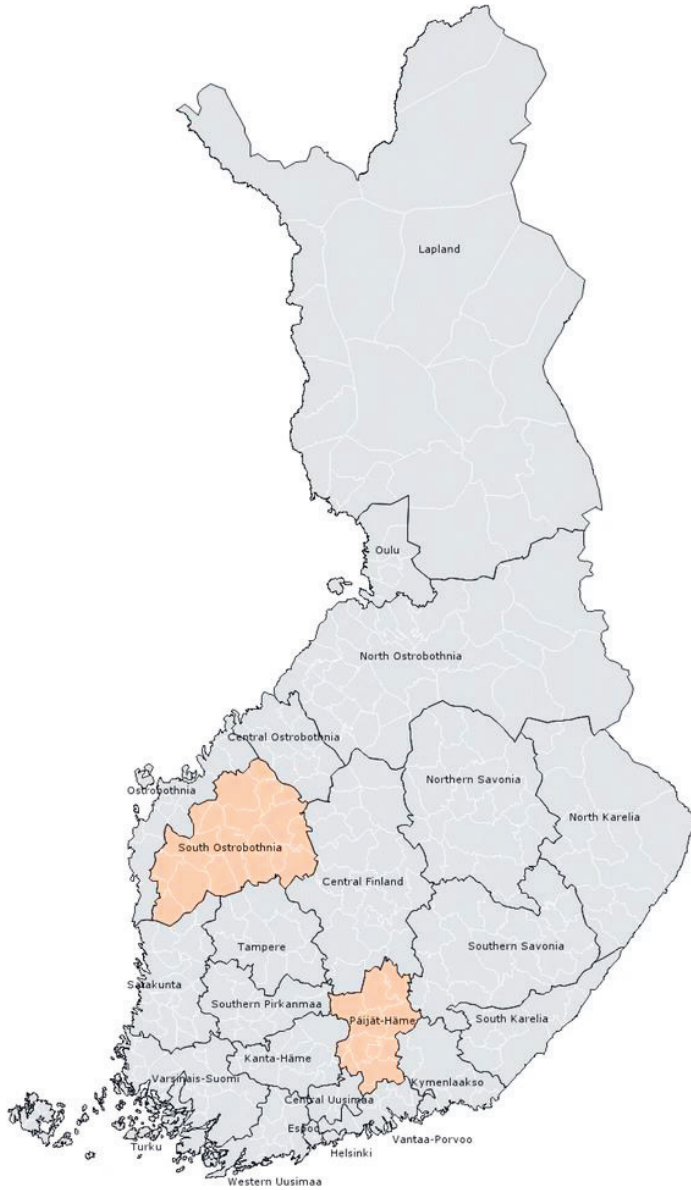 Lapland
Oulu
North Ostrobothnia
Central Ostrobothnia
Northern Savonia
Ostrobothnia
North Karelia
South Ostrobothnia
Central Finland
Tampere
Southern Savonia
Satakunta
Southern Pirkanmaa
Päijät-Häme
South Karelia
Kanta-Häme
Varsinais-Suomi
Kymenlaakso
Central Uusimaa
Espoo
Vantaa-Porvoo
Turku
Helsinki
Western Uusimaa